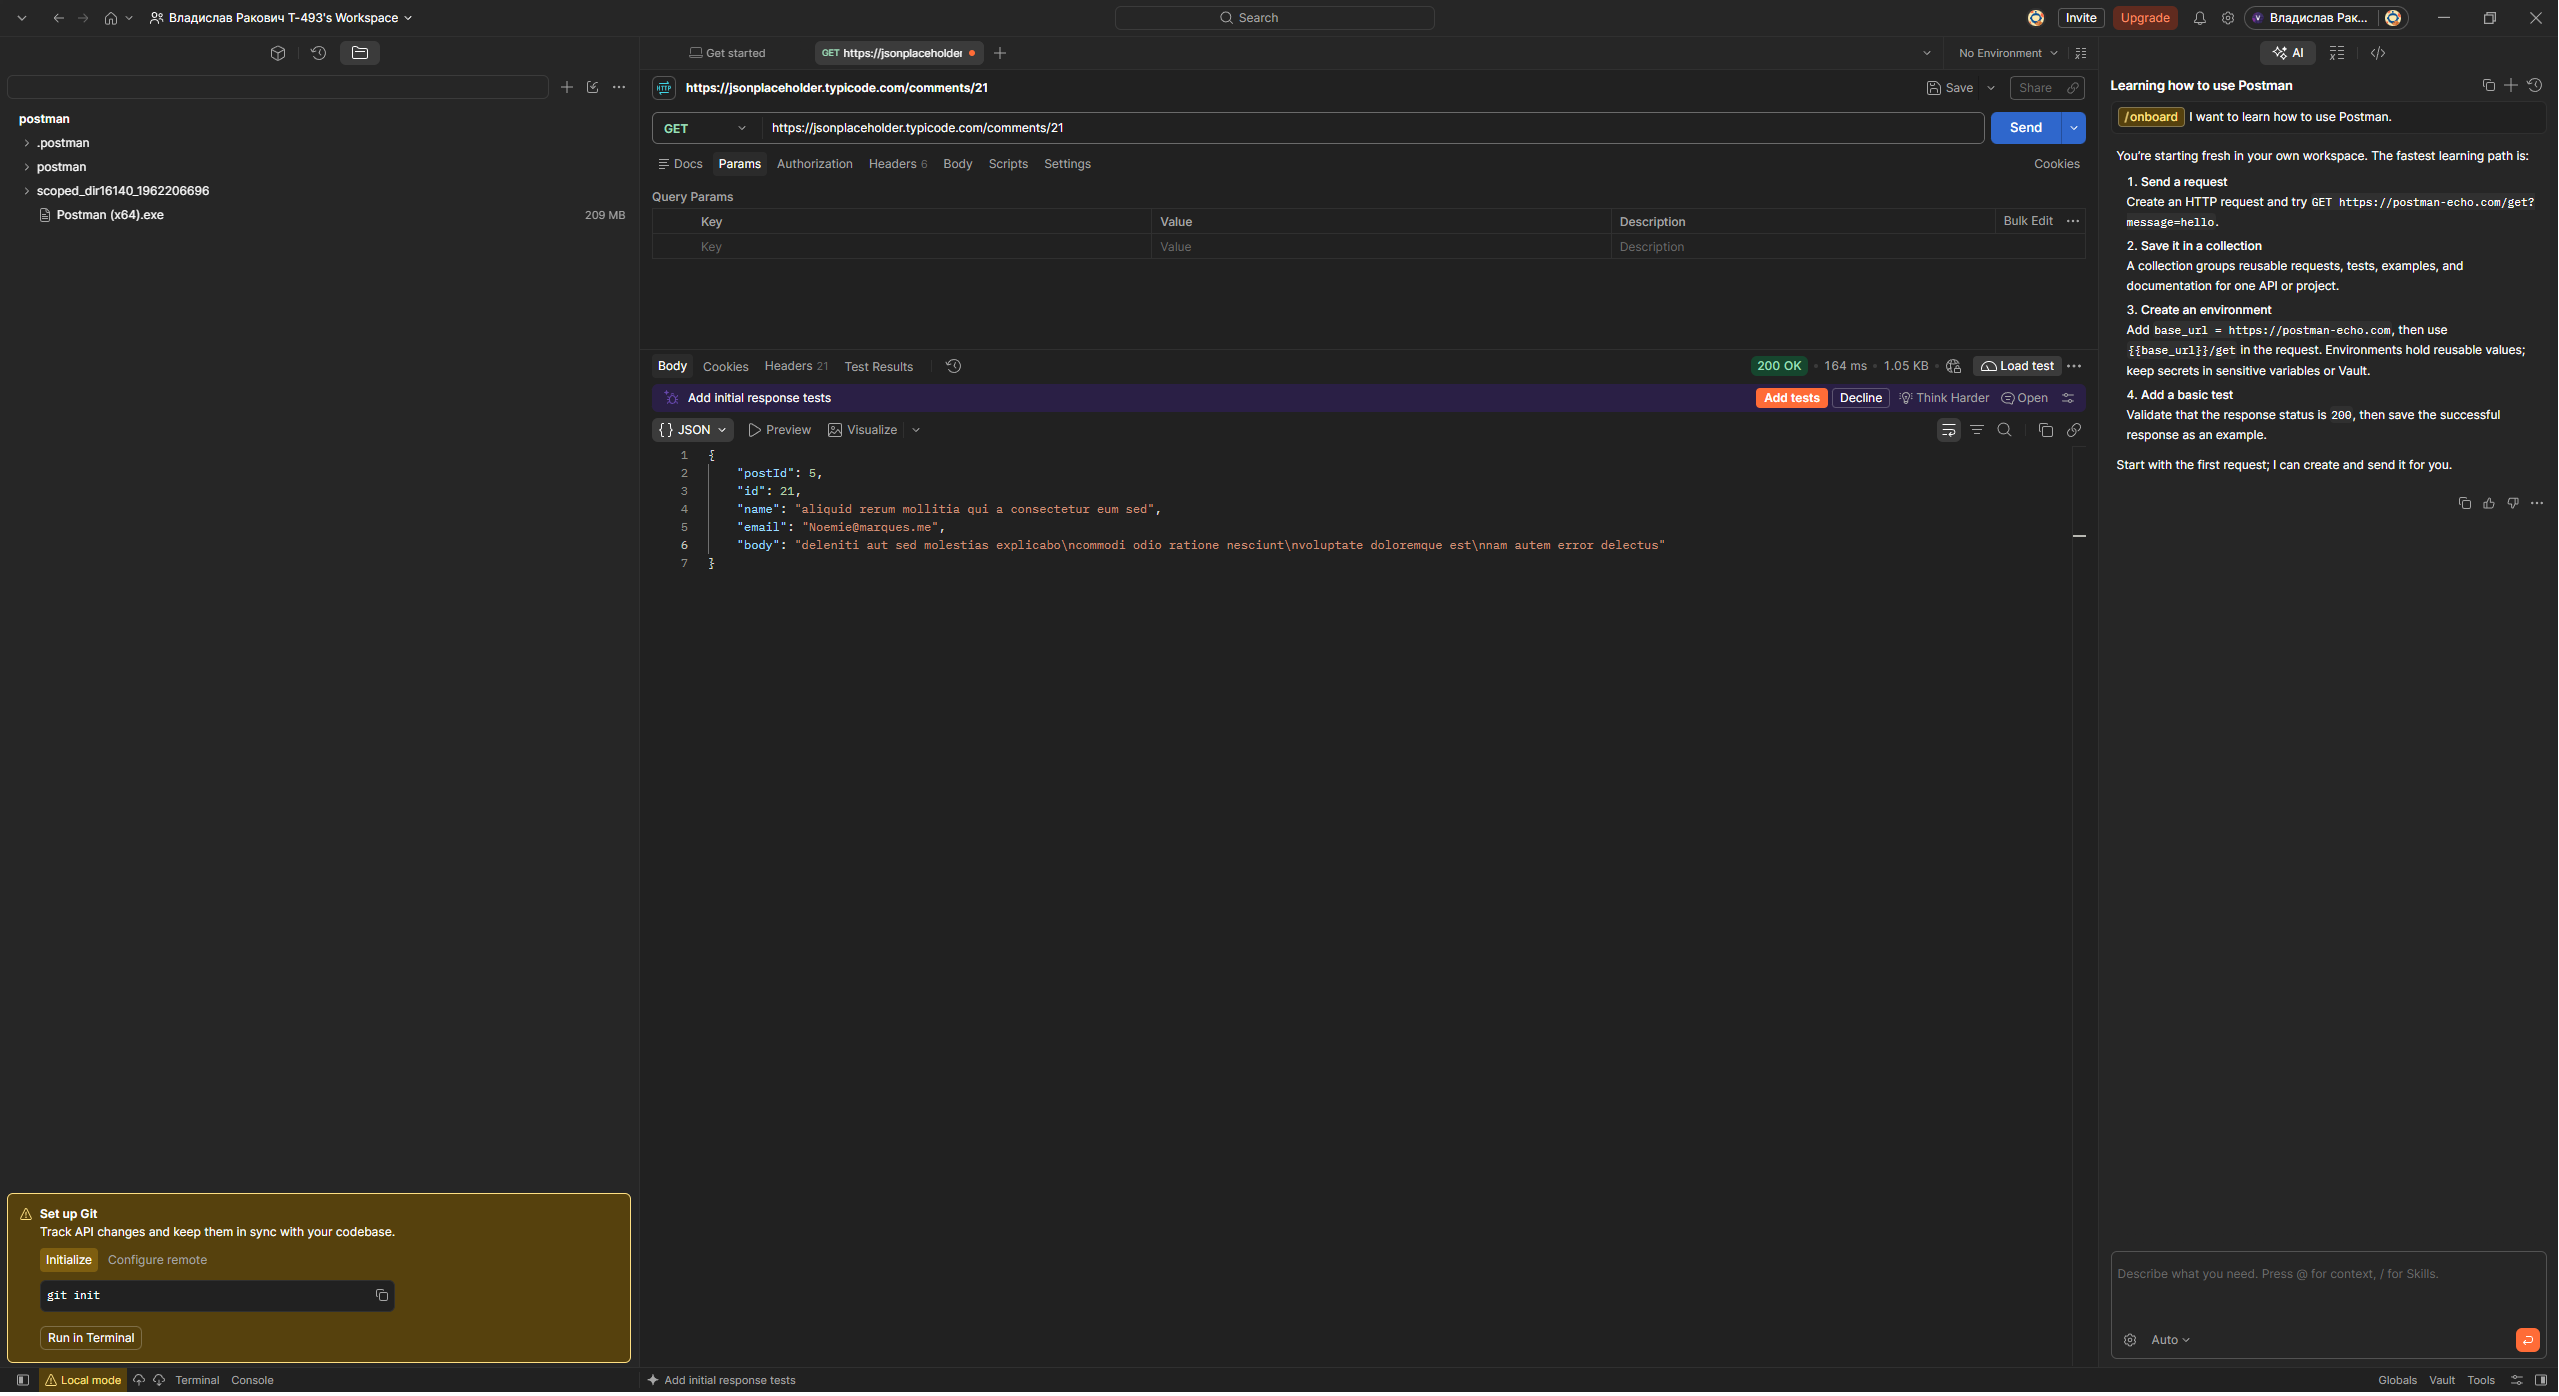 Владислав Ракович Т-493's Workspace
Search
Invite
Upgrade
Владислав Рак...
postman
.postman
postman
scoped_dir16140_1962206696
Postman (x64).exe 209 MB
Set up Git
Track API changes and keep them in sync with your codebase.
Initialize Configure remote
git init
Run in Terminal
Get started
GET https://jsonplaceholder
No Environment
HTTP https://jsonplaceholder.typicode.com/comments/21
Save
Share
GET https://jsonplaceholder.typicode.com/comments/21
Send
Docs Params Authorization Headers 6 Body Scripts Settings Cookies
Query Params
Key Value Description Bulk Edit
Key Value Description
Body Cookies Headers 21 Test Results
200 OK • 164 ms • 1.05 KB • Load test
Add initial response tests
Add tests Decline Think Harder Open
{} JSON Preview Visualize
1 {
2 "postId": 5,
3 "id": 21,
4 "name": "aliquid rerum mollitia qui a consectetur eum sed",
5 "email": "Noemie@marques.me",
6 "body": "deleniti aut sed molestias explicabo\ncommodi odio ratione nesciunt\nvoluptate doloremque est\nnam autem error delectus"
7 }
AI
Learning how to use Postman
/onboard I want to learn how to use Postman.
You're starting fresh in your own workspace. The fastest learning path is:
1. Send a request
Create an HTTP request and try GET https://postman-echo.com/get?
message=hello.
2. Save it in a collection
A collection groups reusable requests, tests, examples, and
documentation for one API or project.
3. Create an environment
Add base_url = https://postman-echo.com, then use
{{base_url}}/get in the request. Environments hold reusable values;
keep secrets in sensitive variables or Vault.
4. Add a basic test
Validate that the response status is 200, then save the successful
response as an example.
Start with the first request; I can create and send it for you.
Describe what you need. Press @ for context, / for Skills.
Auto
Local mode Terminal Console
Add initial response tests
Globals Vault Tools